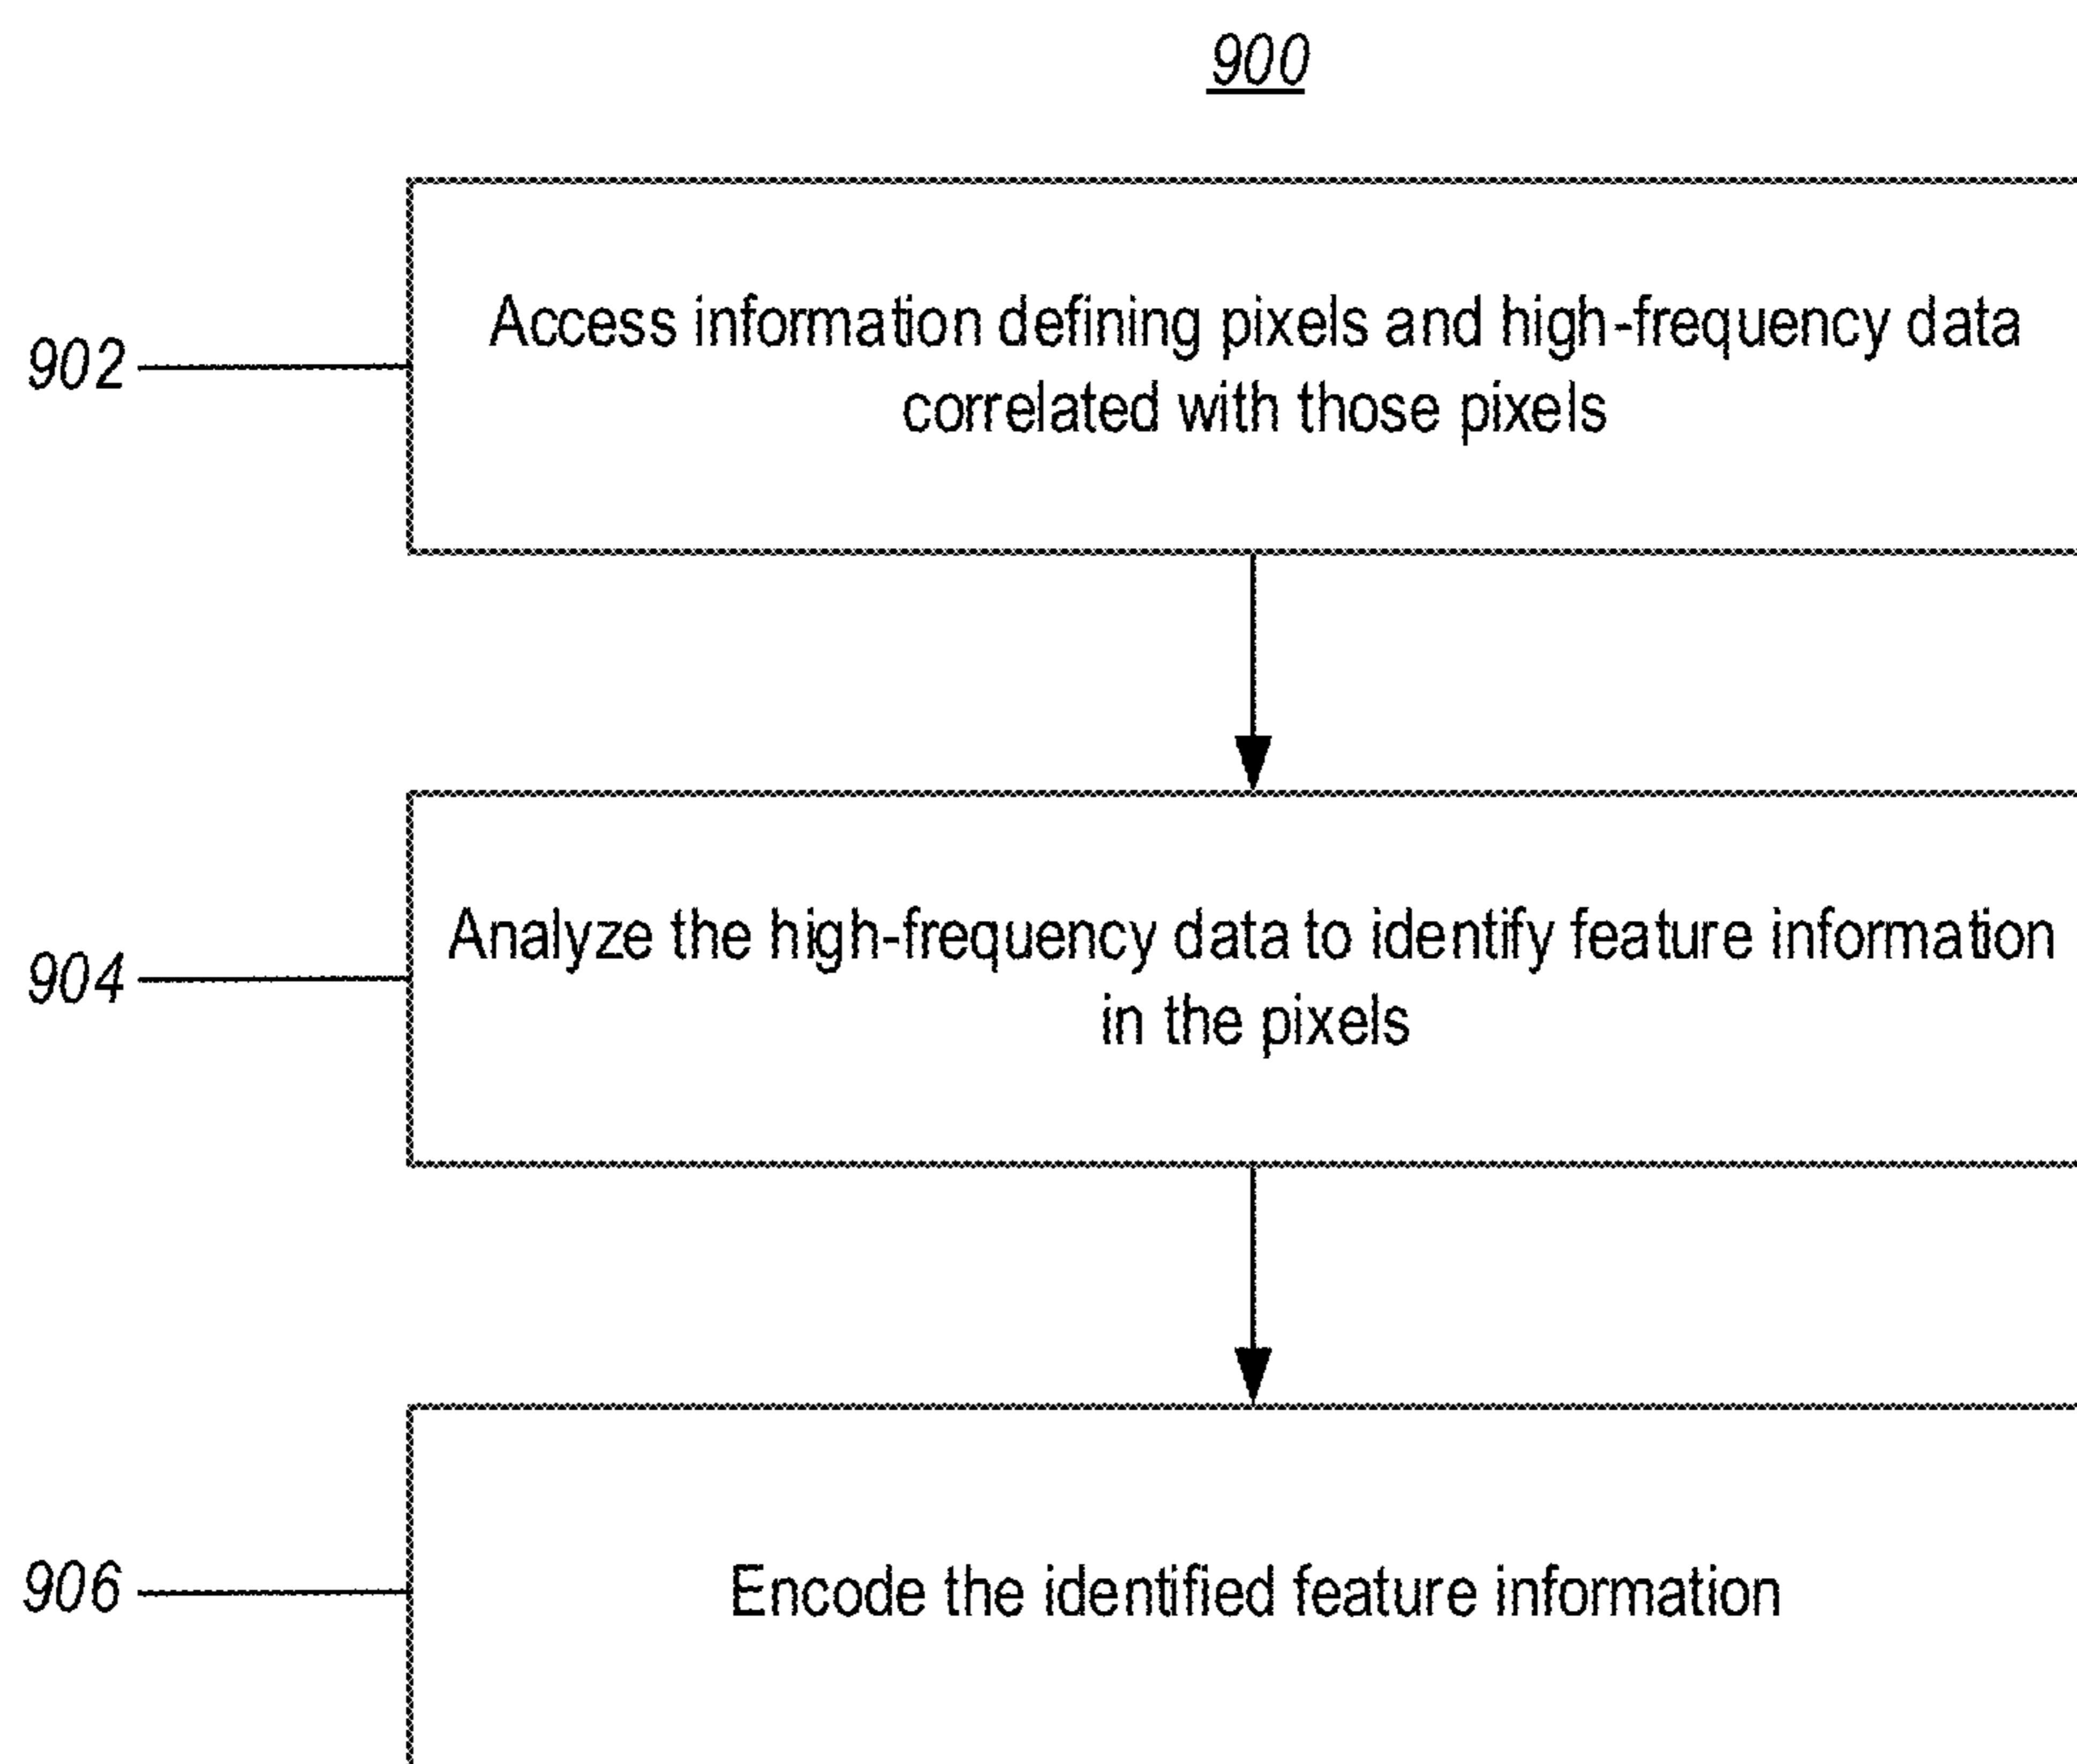 900
902
Access information defining pixels and high-frequency data
correlated with those pixels
904
Analyze the high-frequency data to identify feature information
in the pixels
906
Encode the identified feature information